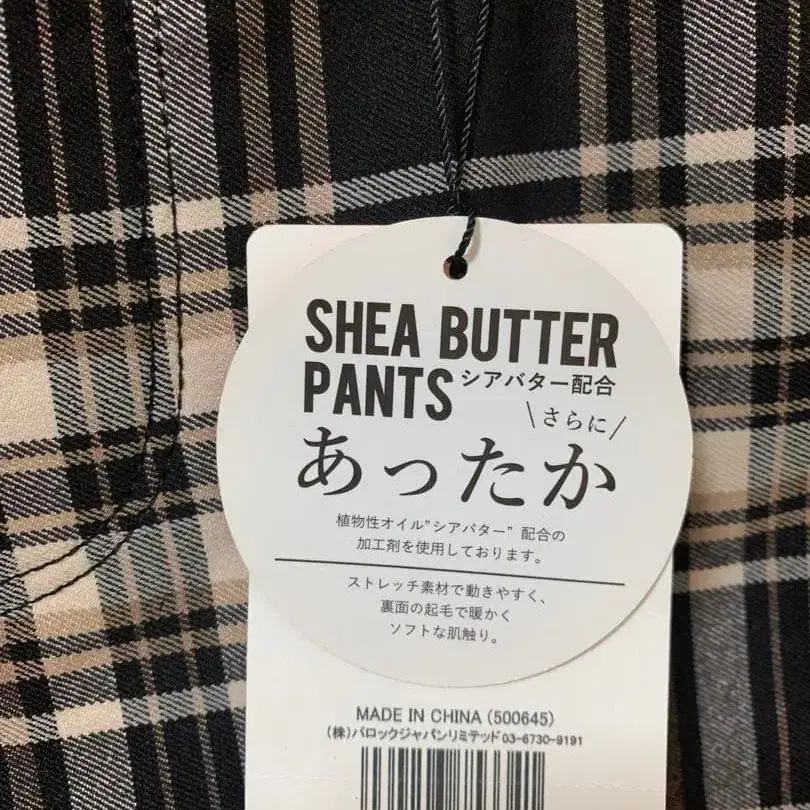 SHEA BUTTER
PANTS シアバター配合
\さらに/
あったか
植物性オイル"シアバター" 配合の
加工剤を使用しております。
ストレッチ素材で動きやすく、
裏面の起毛で暖かく
ソフトな肌触り。
MADE IN CHINA (500645)
(株)バロックジャパンリミテッド03-6730-9191